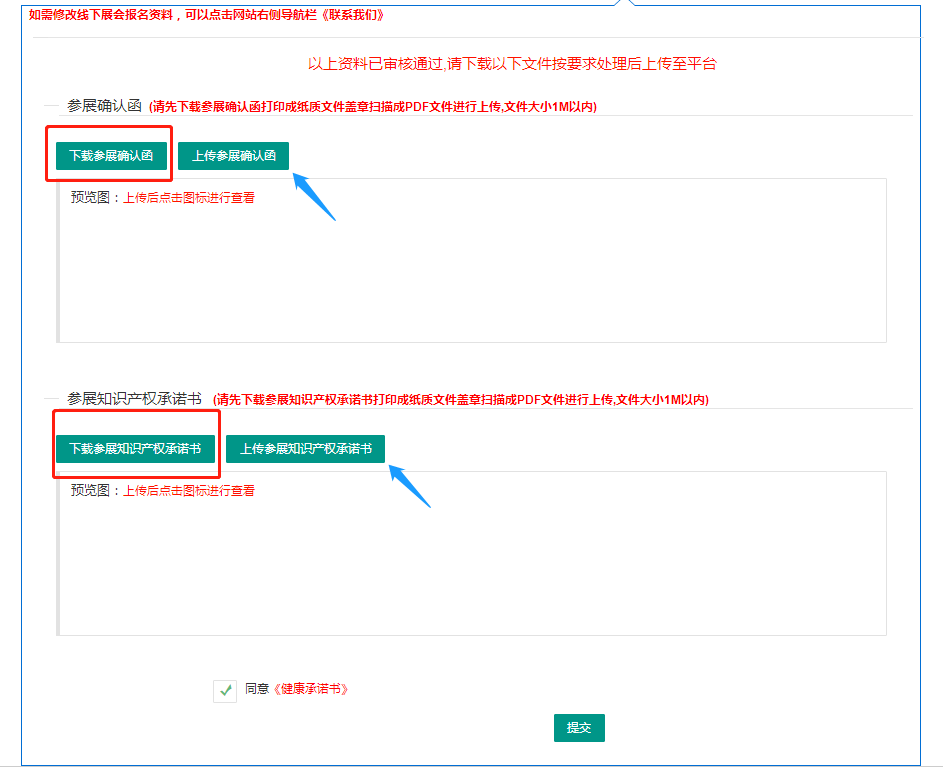 如需修改线下展会报名资料，可以点击网站右侧导航栏《联系我们》
以上资料已审核通过,请下载以下文件按要求处理后上传至平台
参展确认函 (请先下载参展确认函打印成纸质文件盖章扫描成PDF文件进行上传,文件大小1M以内)
下载参展确认函 上传参展确认函
预览图：上传后点击图标进行查看
参展知识产权承诺书 (请先下载参展知识产权承诺书打印成纸质文件盖章扫描成PDF文件进行上传,文件大小1M以内)
下载参展知识产权承诺书 上传参展知识产权承诺书
预览图：上传后点击图标进行查看
同意《健康承诺书》
提交